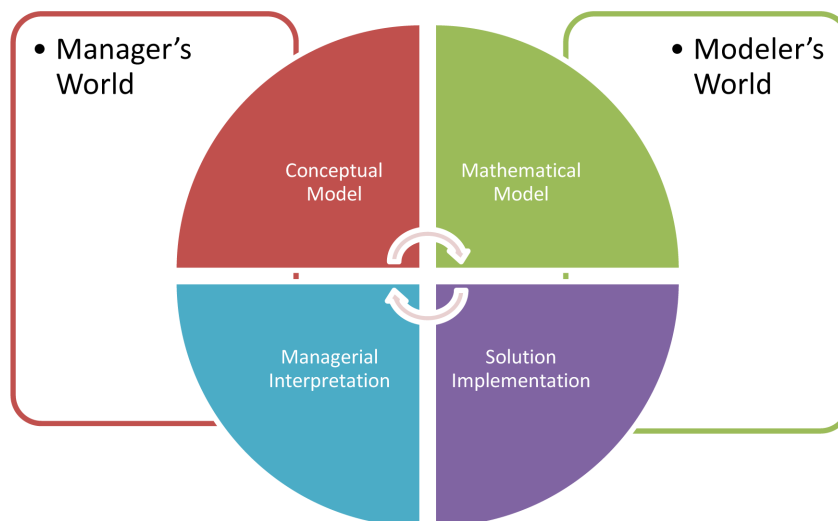 • Manager’s
World
• Modeler’s
World
Conceptual
Model
Mathematical
Model
Managerial
Interpretation
Solution
Implementation